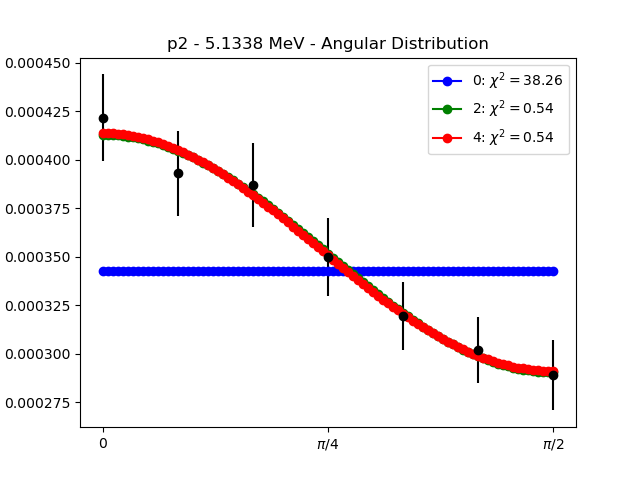 p2 - 5.1338 MeV - Angular Distribution
0.000450
0.000425
0.000400
0.000375
0.000350
0.000325
0.000300
0.000275
0: χ² = 38.26
2: χ² = 0.54
4: χ² = 0.54
0 π/4 π/2